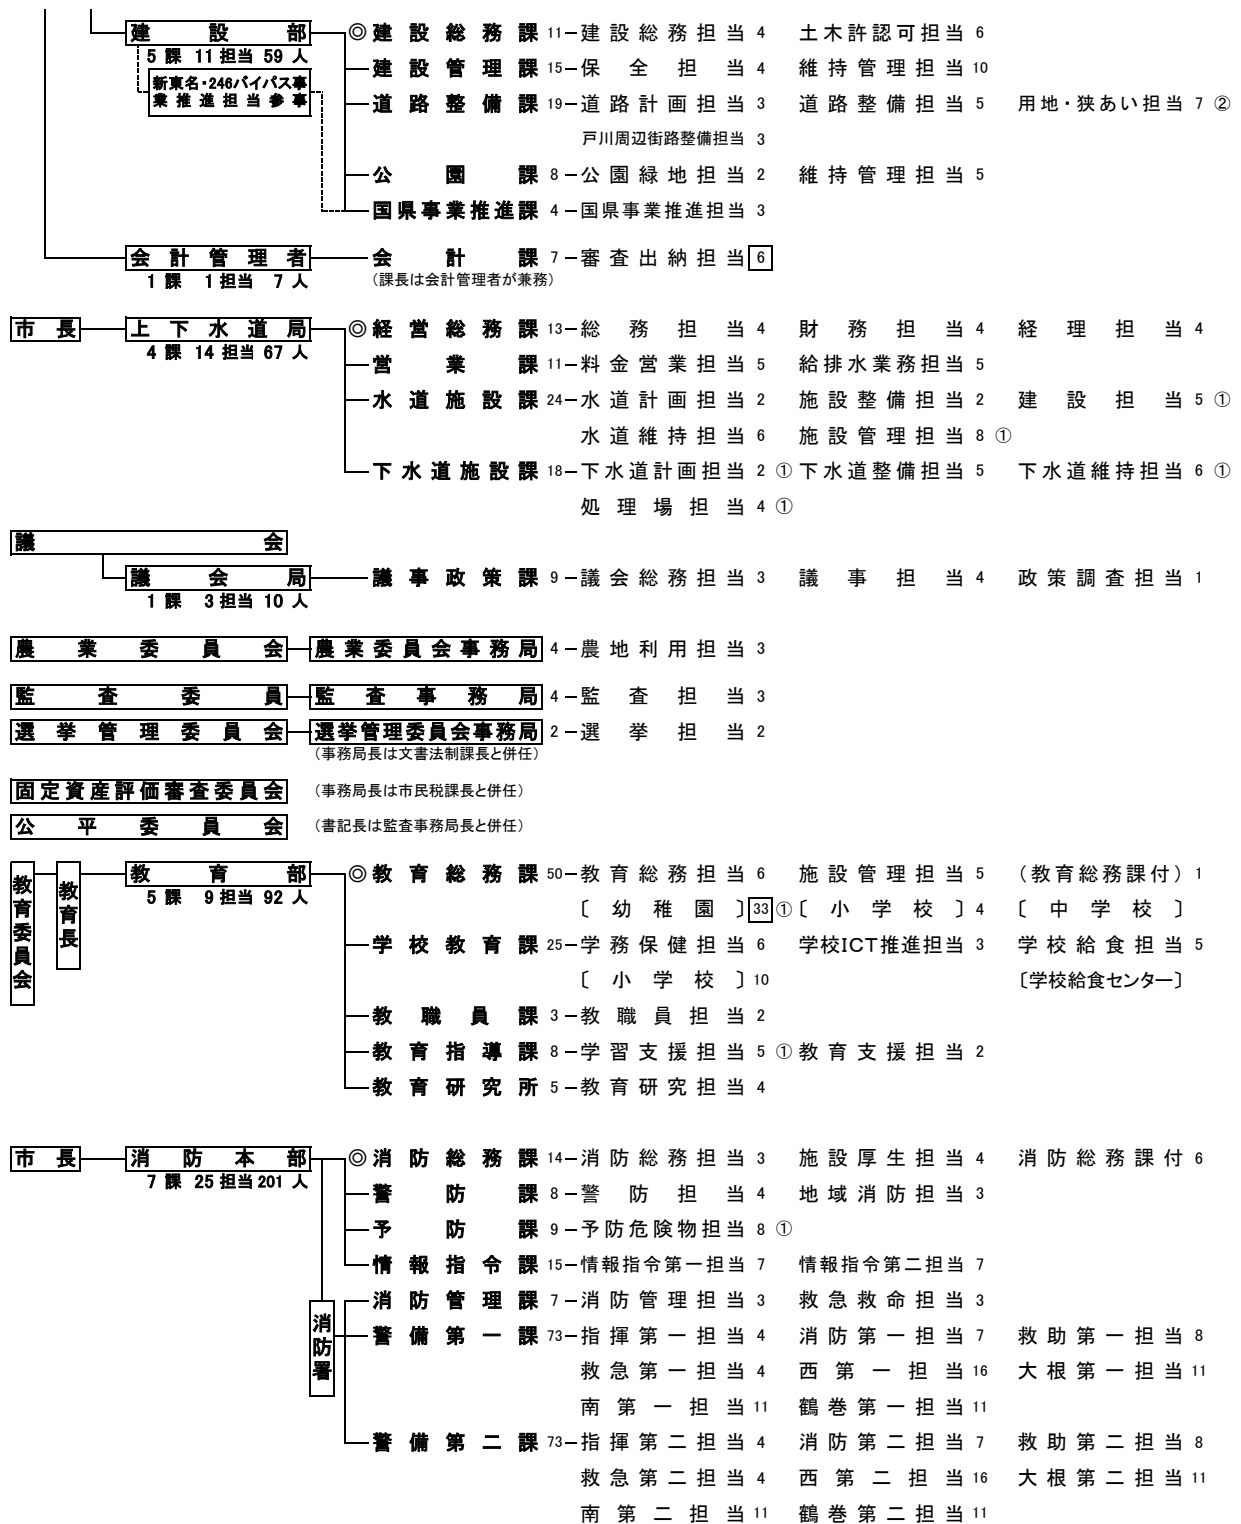 建設部 ◎建設総務課 11 建設総務担当 4 土木許認可担当 6
5 課 11 担当 59 人
建設管理課 15 保全担当 4 維持管理担当 10
新東名・246バイパス事
業推進担当参事
道路整備課 19 道路計画担当 3 道路整備担当 5 用地・狭あい担当 7 ②
戸川周辺街路整備担当 3
公園課 8 公園緑地担当 2 維持管理担当 5
国県事業推進課 4 国県事業推進担当 3
会計管理者 会計課 7 審査出納担当 6
1 課 1 担当 7 人 (課長は会計管理者が兼務)
市長 上下水道局 ◎経営総務課 13 総務担当 4 財務担当 4 経理担当 4
4 課 14 担当 67 人
営業課 11 料金営業担当 5 給排水業務担当 5
水道施設課 24 水道計画担当 2 施設整備担当 2 建設担当 5 ①
水道維持担当 6 施設管理担当 8 ①
下水道施設課 18 下水道計画担当 2 ① 下水道整備担当 5 下水道維持担当 6 ①
処理場担当 4 ①
議会
議会局 議事政策課 9 議会総務担当 3 議事担当 4 政策調査担当 1
1 課 3 担当 10 人
農業委員会 農業委員会事務局 4 農地利用担当 3
監査委員 監査事務局 4 監査担当 3
選挙管理委員会 選挙管理委員会事務局 2 選挙担当 2
(事務局長は文書法制課長と併任)
固定資産評価審査委員会 (事務局長は市民税課長と併任)
公平委員会 (書記長は監査事務局長と併任)
教育委員会 教育長 教育部 ◎教育総務課 50 教育総務担当 6 施設管理担当 5 (教育総務課付) 1
5 課 9 担当 92 人
〔幼稚園〕 33 ① 〔小学校〕 4 〔中学校〕
学校教育課 25 学務保健担当 6 学校ICT推進担当 3 学校給食担当 5
〔小学校〕 10 〔学校給食センター〕
教職員課 3 教職員担当 2
教育指導課 8 学習支援担当 5 ① 教育支援担当 2
教育研究所 5 教育研究担当 4
市長 消防本部 ◎消防総務課 14 消防総務担当 3 施設厚生担当 4 消防総務課付 6
7 課 25 担当 201 人
警防課 8 警防担当 4 地域消防担当 3
予防課 9 予防危険物担当 8 ①
情報指令課 15 情報指令第一担当 7 情報指令第二担当 7
消防署 消防管理課 7 消防管理担当 3 救急救命担当 3
警備第一課 73 指揮第一担当 4 消防第一担当 7 救助第一担当 8
救急第一担当 4 西第一担当 16 大根第一担当 11
南第一担当 11 鶴巻第一担当 11
警備第二課 73 指揮第二担当 4 消防第二担当 7 救助第二担当 8
救急第二担当 4 西第二担当 16 大根第二担当 11
南第二担当 11 鶴巻第二担当 11